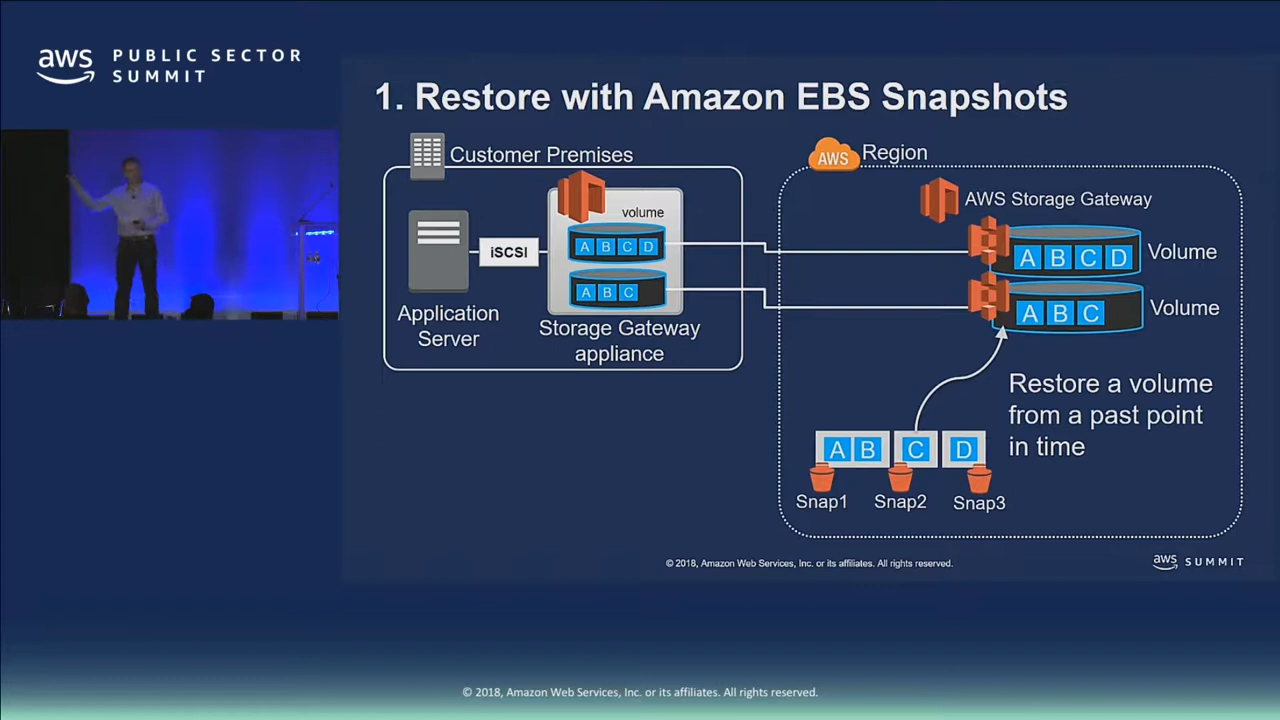 aws PUBLIC SECTOR
SUMMIT
1. Restore with Amazon EBS Snapshots
Customer Premises
AWS Region
AWS Storage Gateway
volume
A B C D
A B C
iSCSI
Application
Server
Storage Gateway
appliance
A B C D Volume
A B C Volume
Restore a volume
from a past point
in time
A B C D
Snap1 Snap2 Snap3
© 2018, Amazon Web Services, Inc. or its affiliates. All rights reserved.
aws SUMMIT
© 2018, Amazon Web Services, Inc. or its affiliates. All rights reserved.